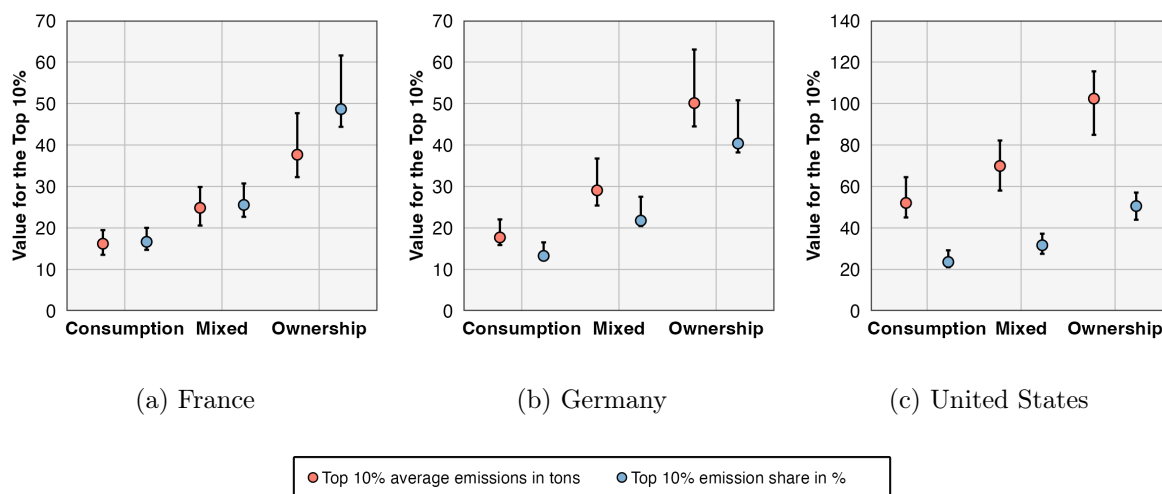 Value for the Top 10%
70
60
50
40
30
20
10
0
Consumption Mixed Ownership
(a) France
Value for the Top 10%
70
60
50
40
30
20
10
0
Consumption Mixed Ownership
(b) Germany
Value for the Top 10%
140
120
100
80
60
40
20
0
Consumption Mixed Ownership
(c) United States
Top 10% average emissions in tons Top 10% emission share in %